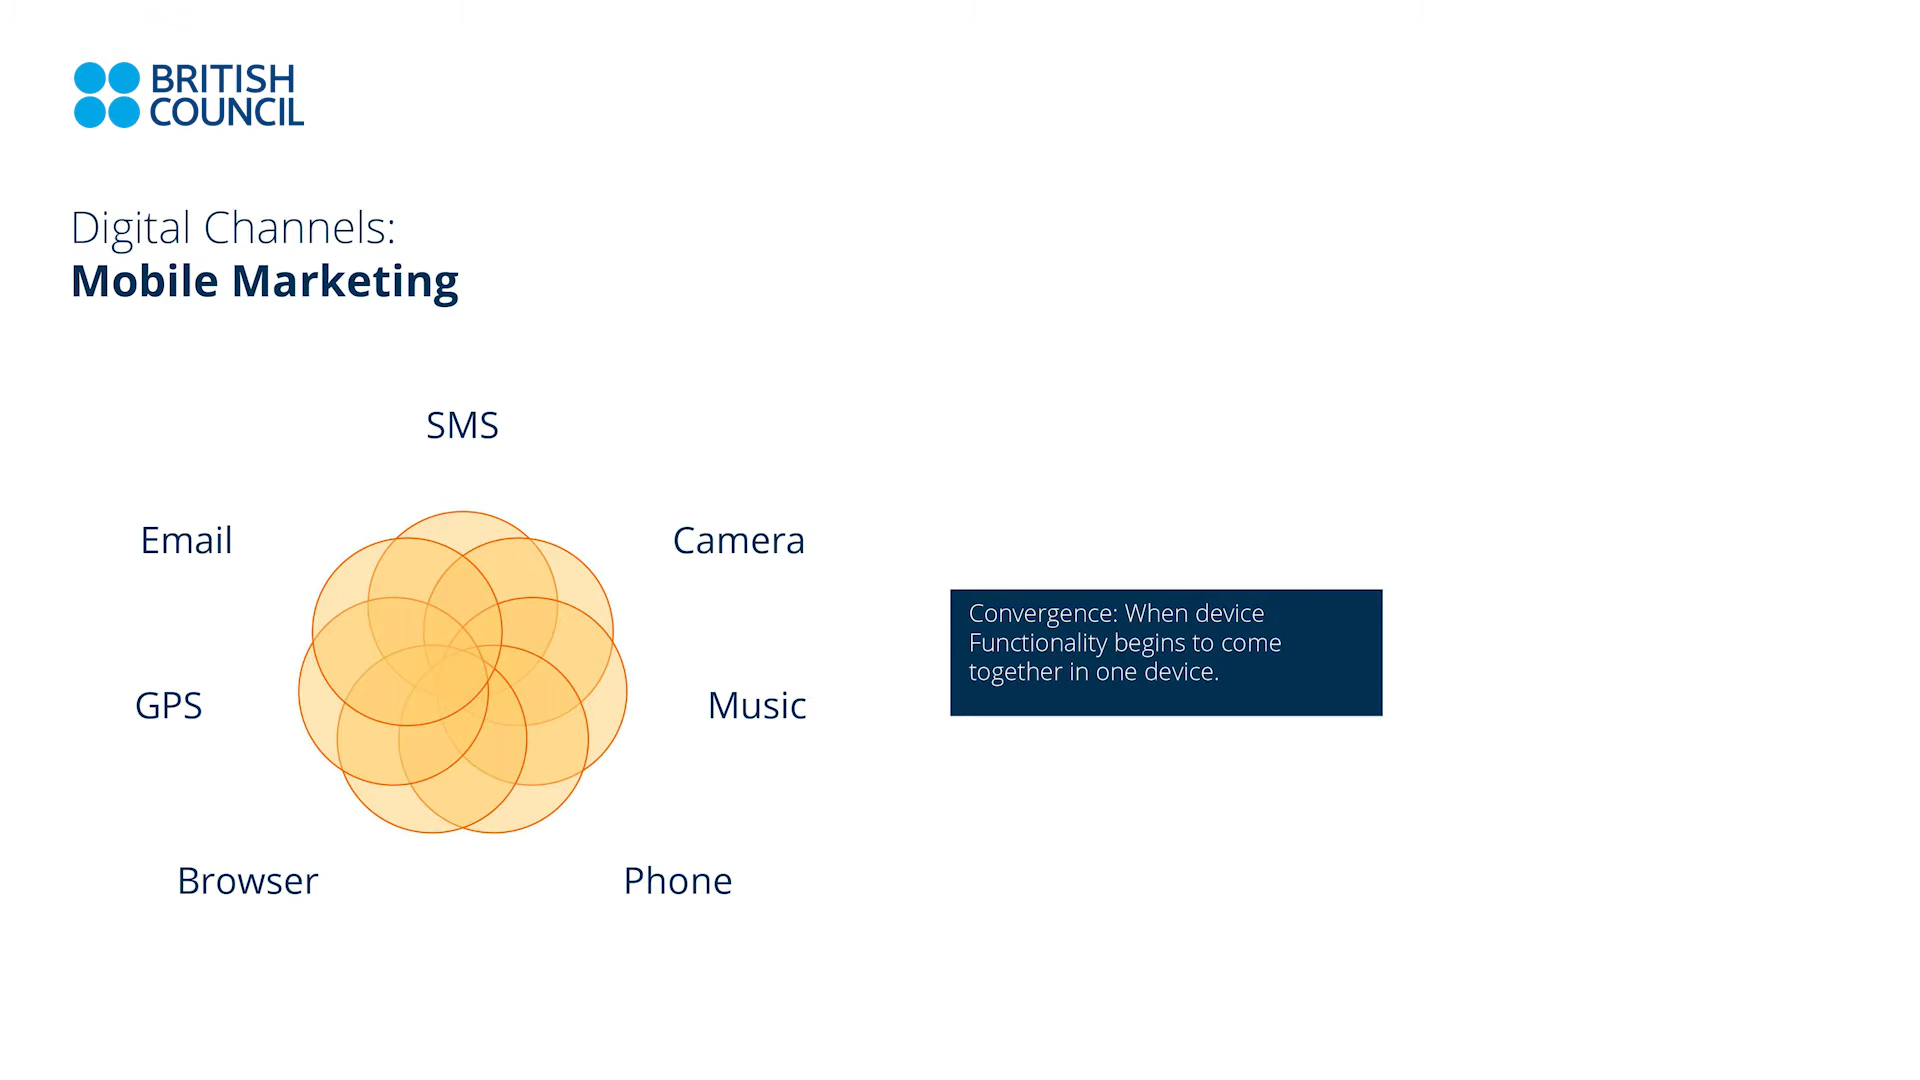 BRITISH
COUNCIL
Digital Channels:
Mobile Marketing
SMS
Email
Camera
GPS
Music
Browser
Phone
Convergence: When device
Functionality begins to come
together in one device.